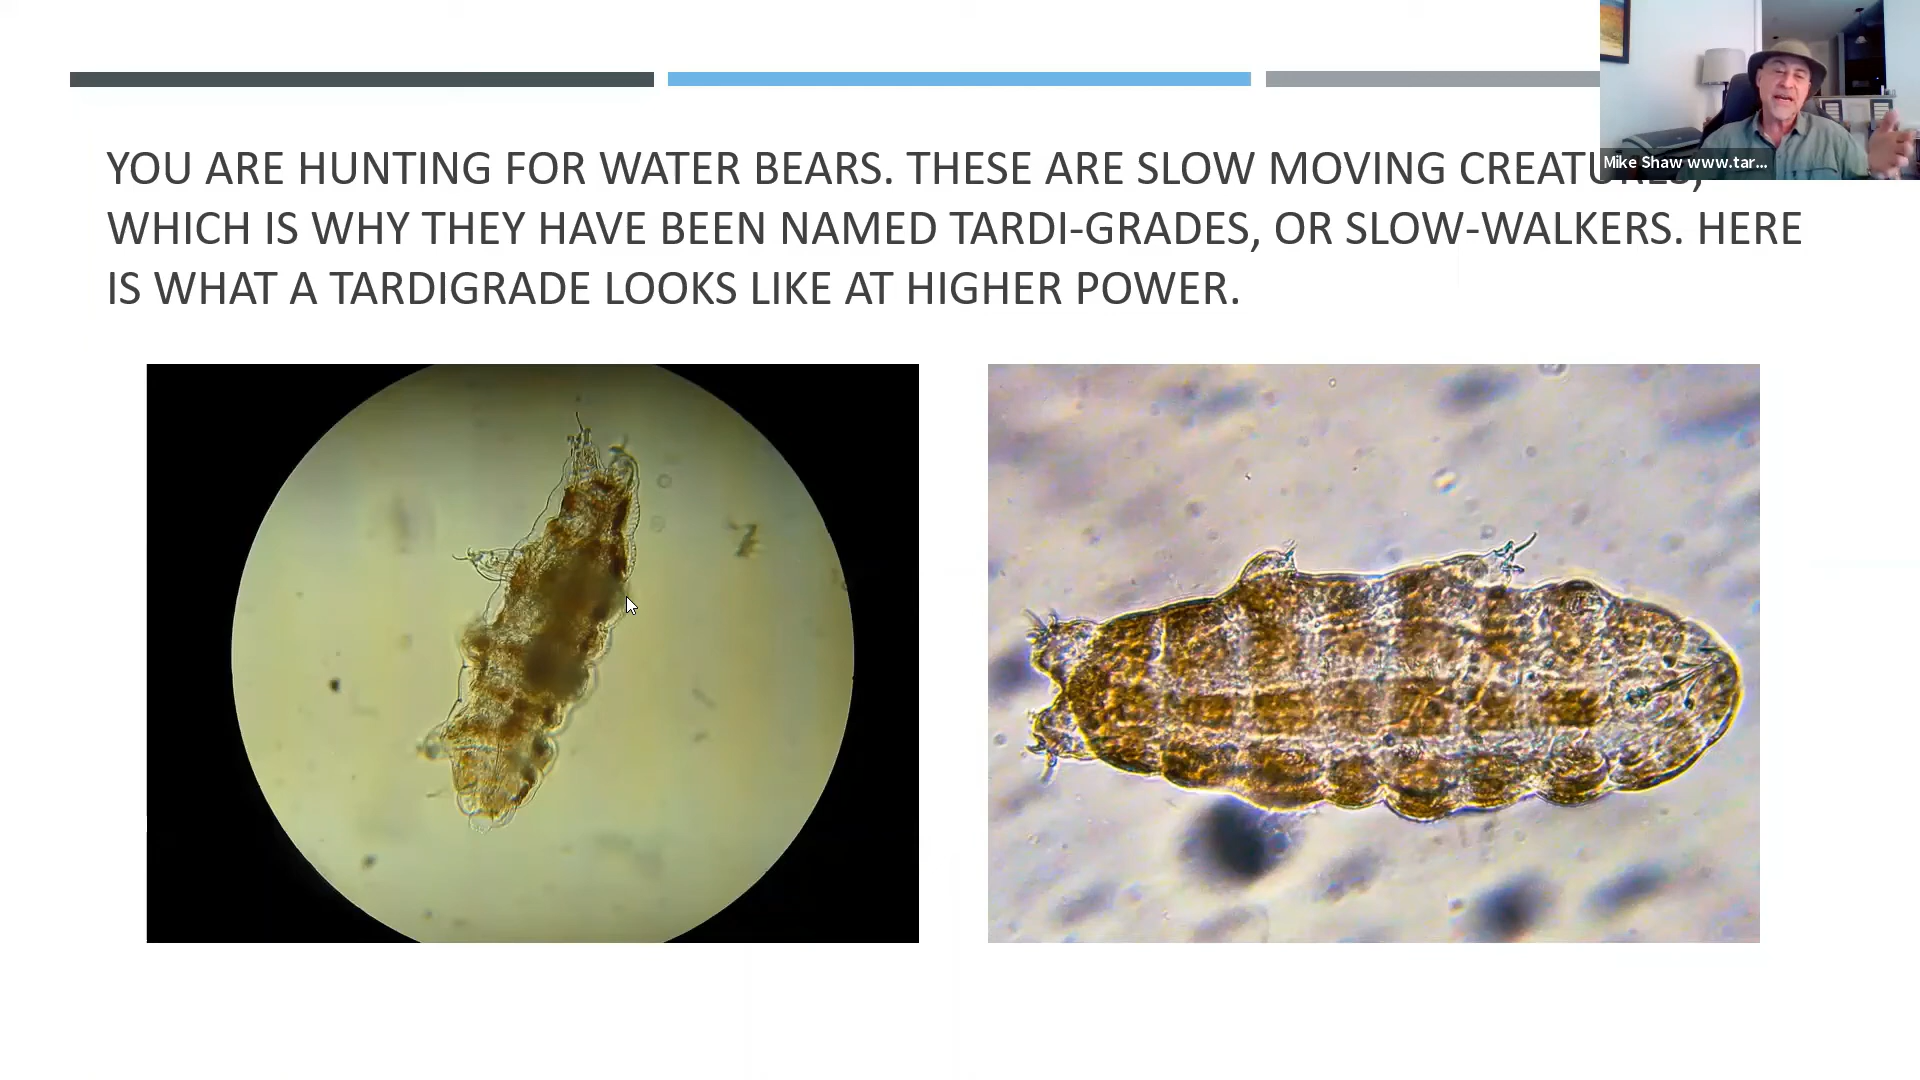 YOU ARE HUNTING FOR WATER BEARS. THESE ARE SLOW MOVING CREATURES,
WHICH IS WHY THEY HAVE BEEN NAMED TARDI-GRADES, OR SLOW-WALKERS. HERE
IS WHAT A TARDIGRADE LOOKS LIKE AT HIGHER POWER.
Mike Shaw www.tar...